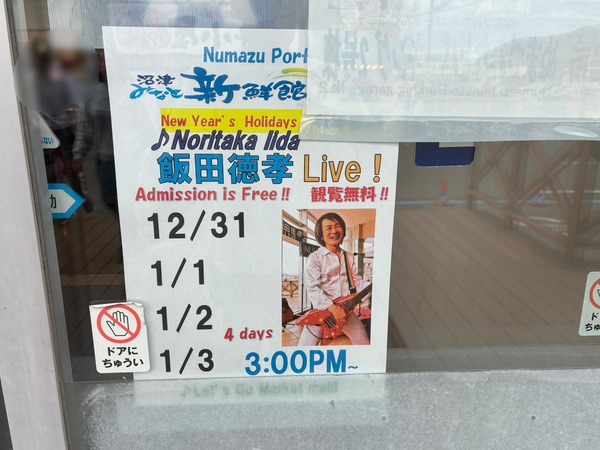 Numazu Port
沼津
みなと新鮮館
New Year's Holidays
♪Noritaka Iida
飯田徳孝 Live!
Admission is Free!! 観覧無料!!
12/31
1/1
1/2
4 days
1/3 3:00PM~
ドアに
ちゅうい